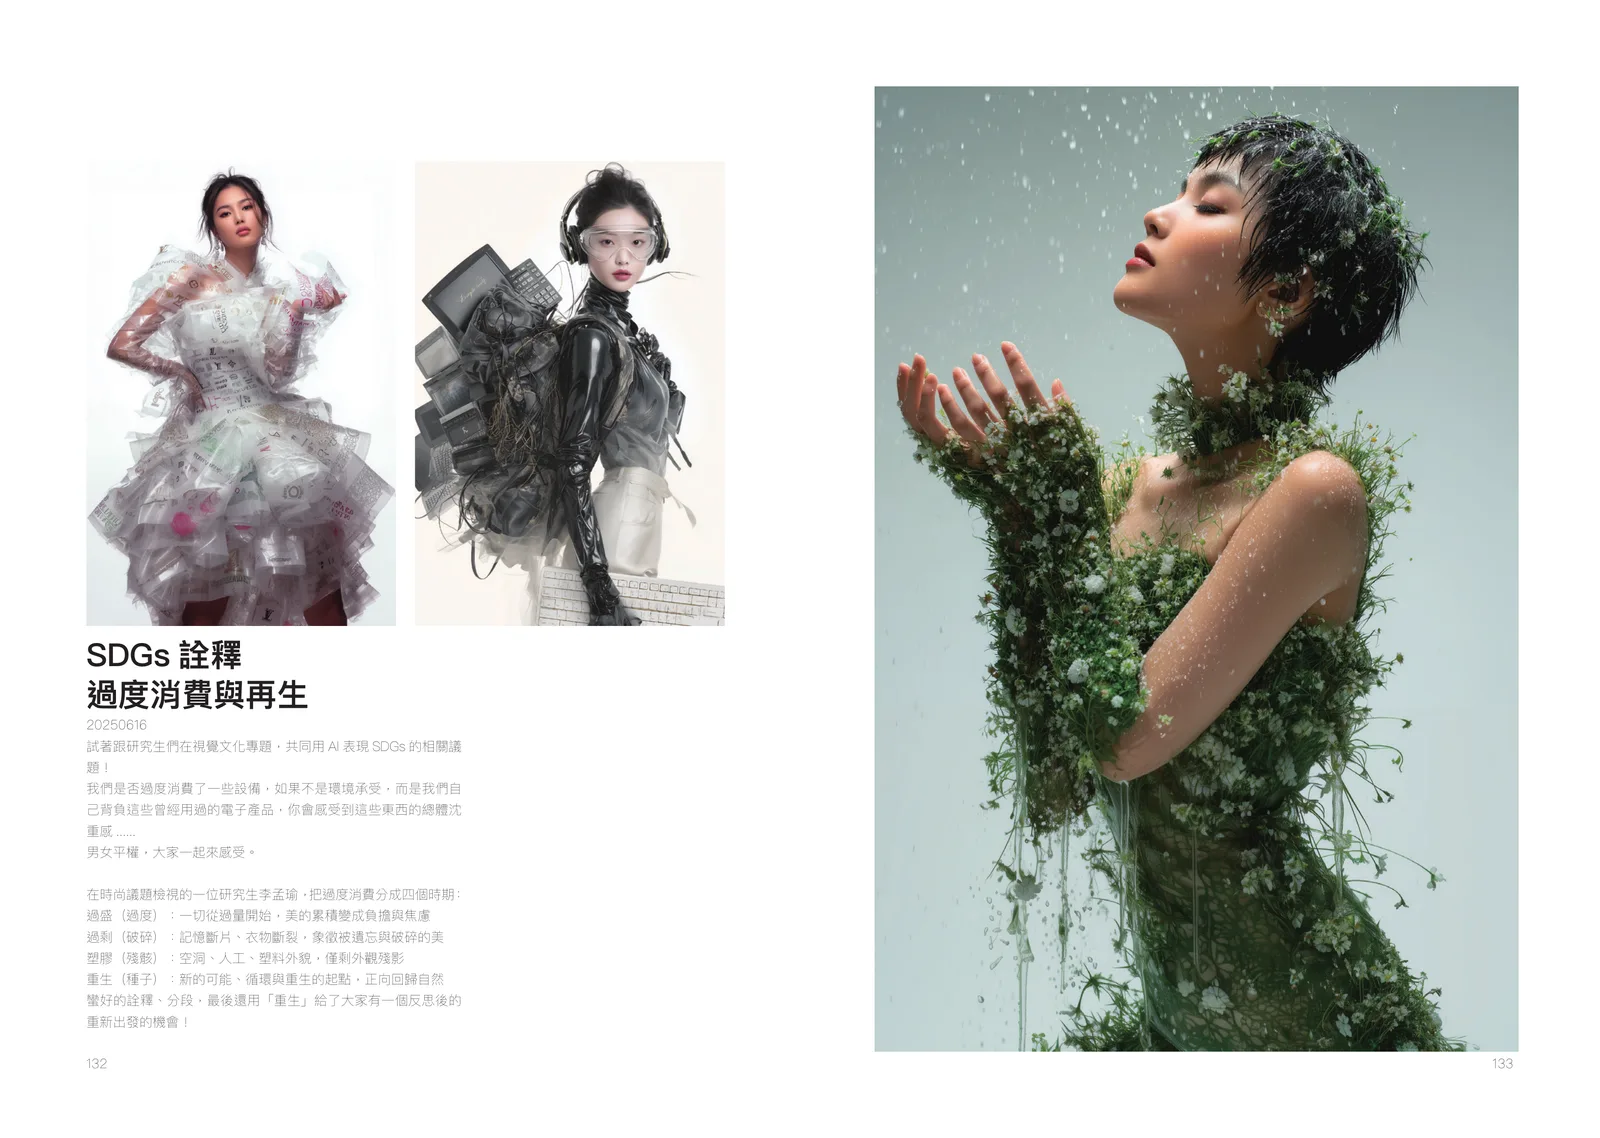 SDGs 詮釋
過度消費與再生
20250616
試著跟研究生們在視覺文化專題，共同用 AI 表現 SDGs 的相關議
題！
我們是否過度消費了一些設備，如果不是環境承受，而是我們自
己背負這些曾經用過的電子產品，你會感受到這些東西的總體沈
重感 ......
男女平權，大家一起來感受。
在時尚議題檢視的一位研究生李孟瑜，把過度消費分成四個時期：
過盛（過度）：一切從過量開始，美的累積變成負擔與焦慮
過剩（破碎）：記憶斷片、衣物斷裂，象徵被遺忘與破碎的美
塑膠（殘骸）：空洞、人工、塑料外貌，僅剩外觀殘影
重生（種子）：新的可能、循環與重生的起點，正向回歸自然
蠻好的詮釋、分段，最後還用「重生」給了大家有一個反思後的
重新出發的機會！
132
133